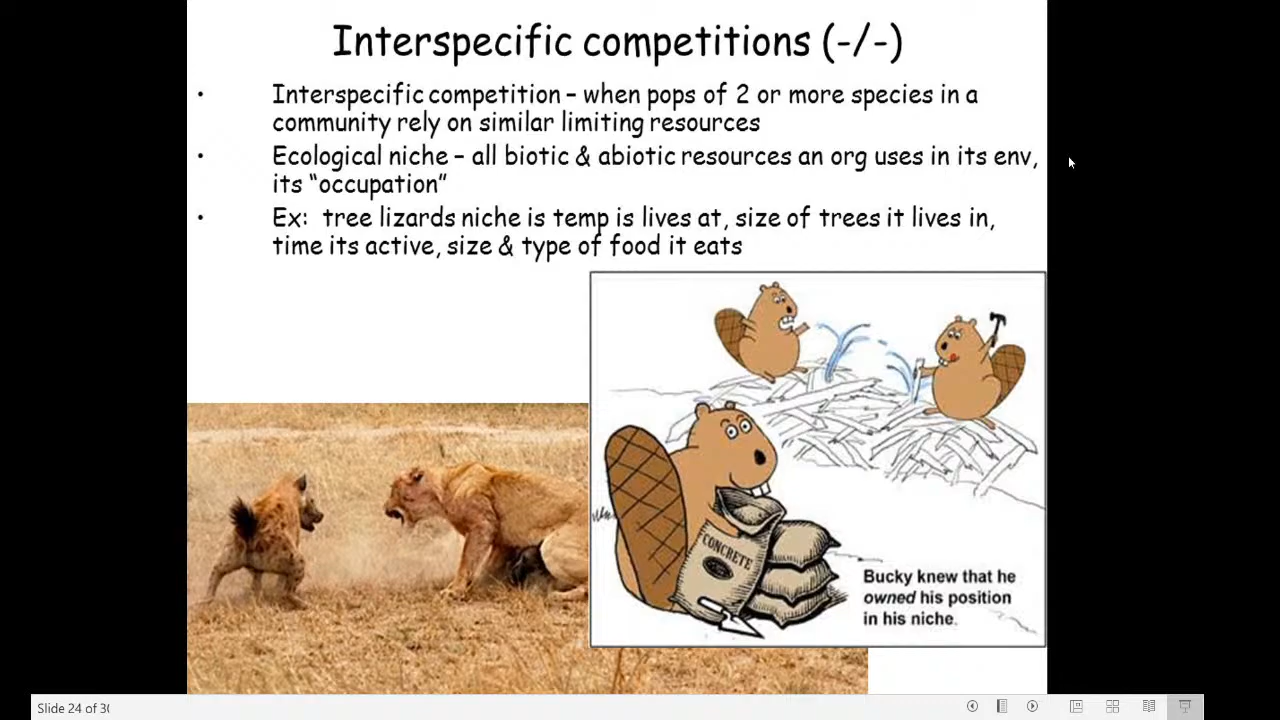 Interspecific competitions (-/-)
• Interspecific competition – when pops of 2 or more species in a
community rely on similar limiting resources
• Ecological niche – all biotic & abiotic resources an org uses in its env,
its “occupation”
• Ex: tree lizards niche is temp is lives at, size of trees it lives in,
time its active, size & type of food it eats
CONCRETE
Bucky knew that he
owned his position
in his niche.
Slide 24 of 30